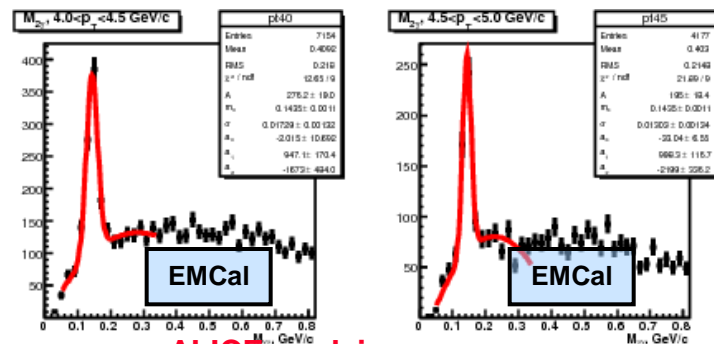 M2γ, 4.0<pT<4.5 GeV/c
pt40
Entries 7154
Mean 0.4092
RMS 0.218
χ² / ndf 12.65 / 9
A 276.2 ± 19.0
m0 0.1435 ± 0.0011
σ 0.01729 ± 0.00132
a0 -2.015 ± 10.692
a1 947.1 ± 170.4
-1673 ± 494.0
400
350
300
250
200
150
100
50
EMCal
0 0.1 0.2 0.3 0.4 0.5 0.6 0.7 0.8
GeV/c
M2γ, 4.5<pT<5.0 GeV/c
pt45
Entries 4177
Mean 0.403
RMS 0.2148
χ² / ndf 21.89 / 9
A 195 ± 18.4
m0 0.1435 ± 0.0011
σ 0.01303 ± 0.00134
a0 -33.04 ± 6.55
a1 996.3 ± 118.7
-2199 ± 336.2
250
200
150
100
50
EMCal
0 0.1 0.2 0.3 0.4 0.5 0.6 0.7 0.8
GeV/c